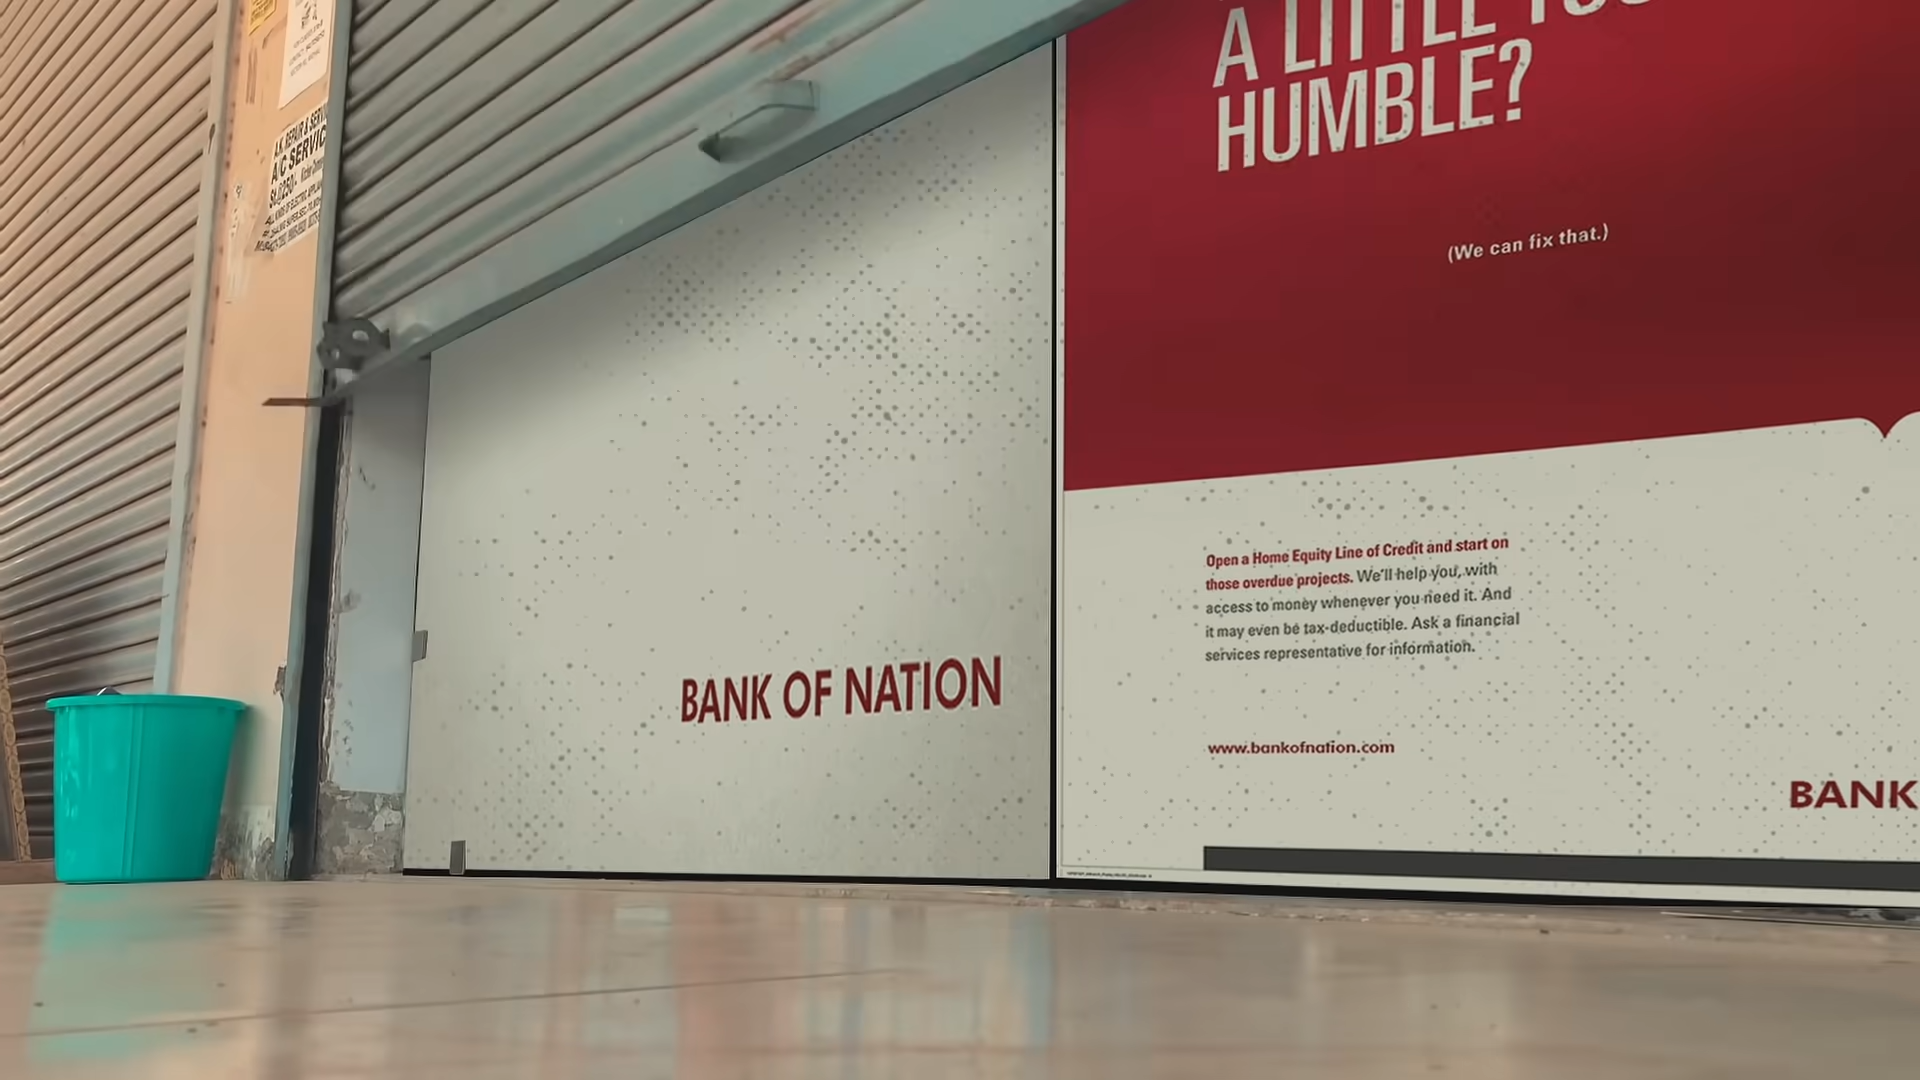 A.K. REPAIR & SERVICE
A/C SERVIC
BANK OF NATION
A LITTLE TOO
HUMBLE?
(We can fix that.)
Open a Home Equity Line of Credit and start on
those overdue projects. We'll help you, with
access to money whenever you need it. And
it may even be tax-deductible. Ask a financial
services representative for information.
www.bankofnation.com
BANK